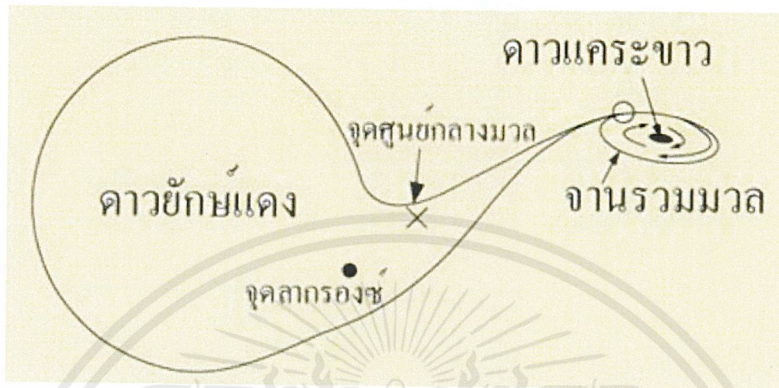 ดาวแคระขาว
จุดศูนย์กลางมวล
ดาวยักษ์แดง
จานรวมมวล
จุดลากรองซ์